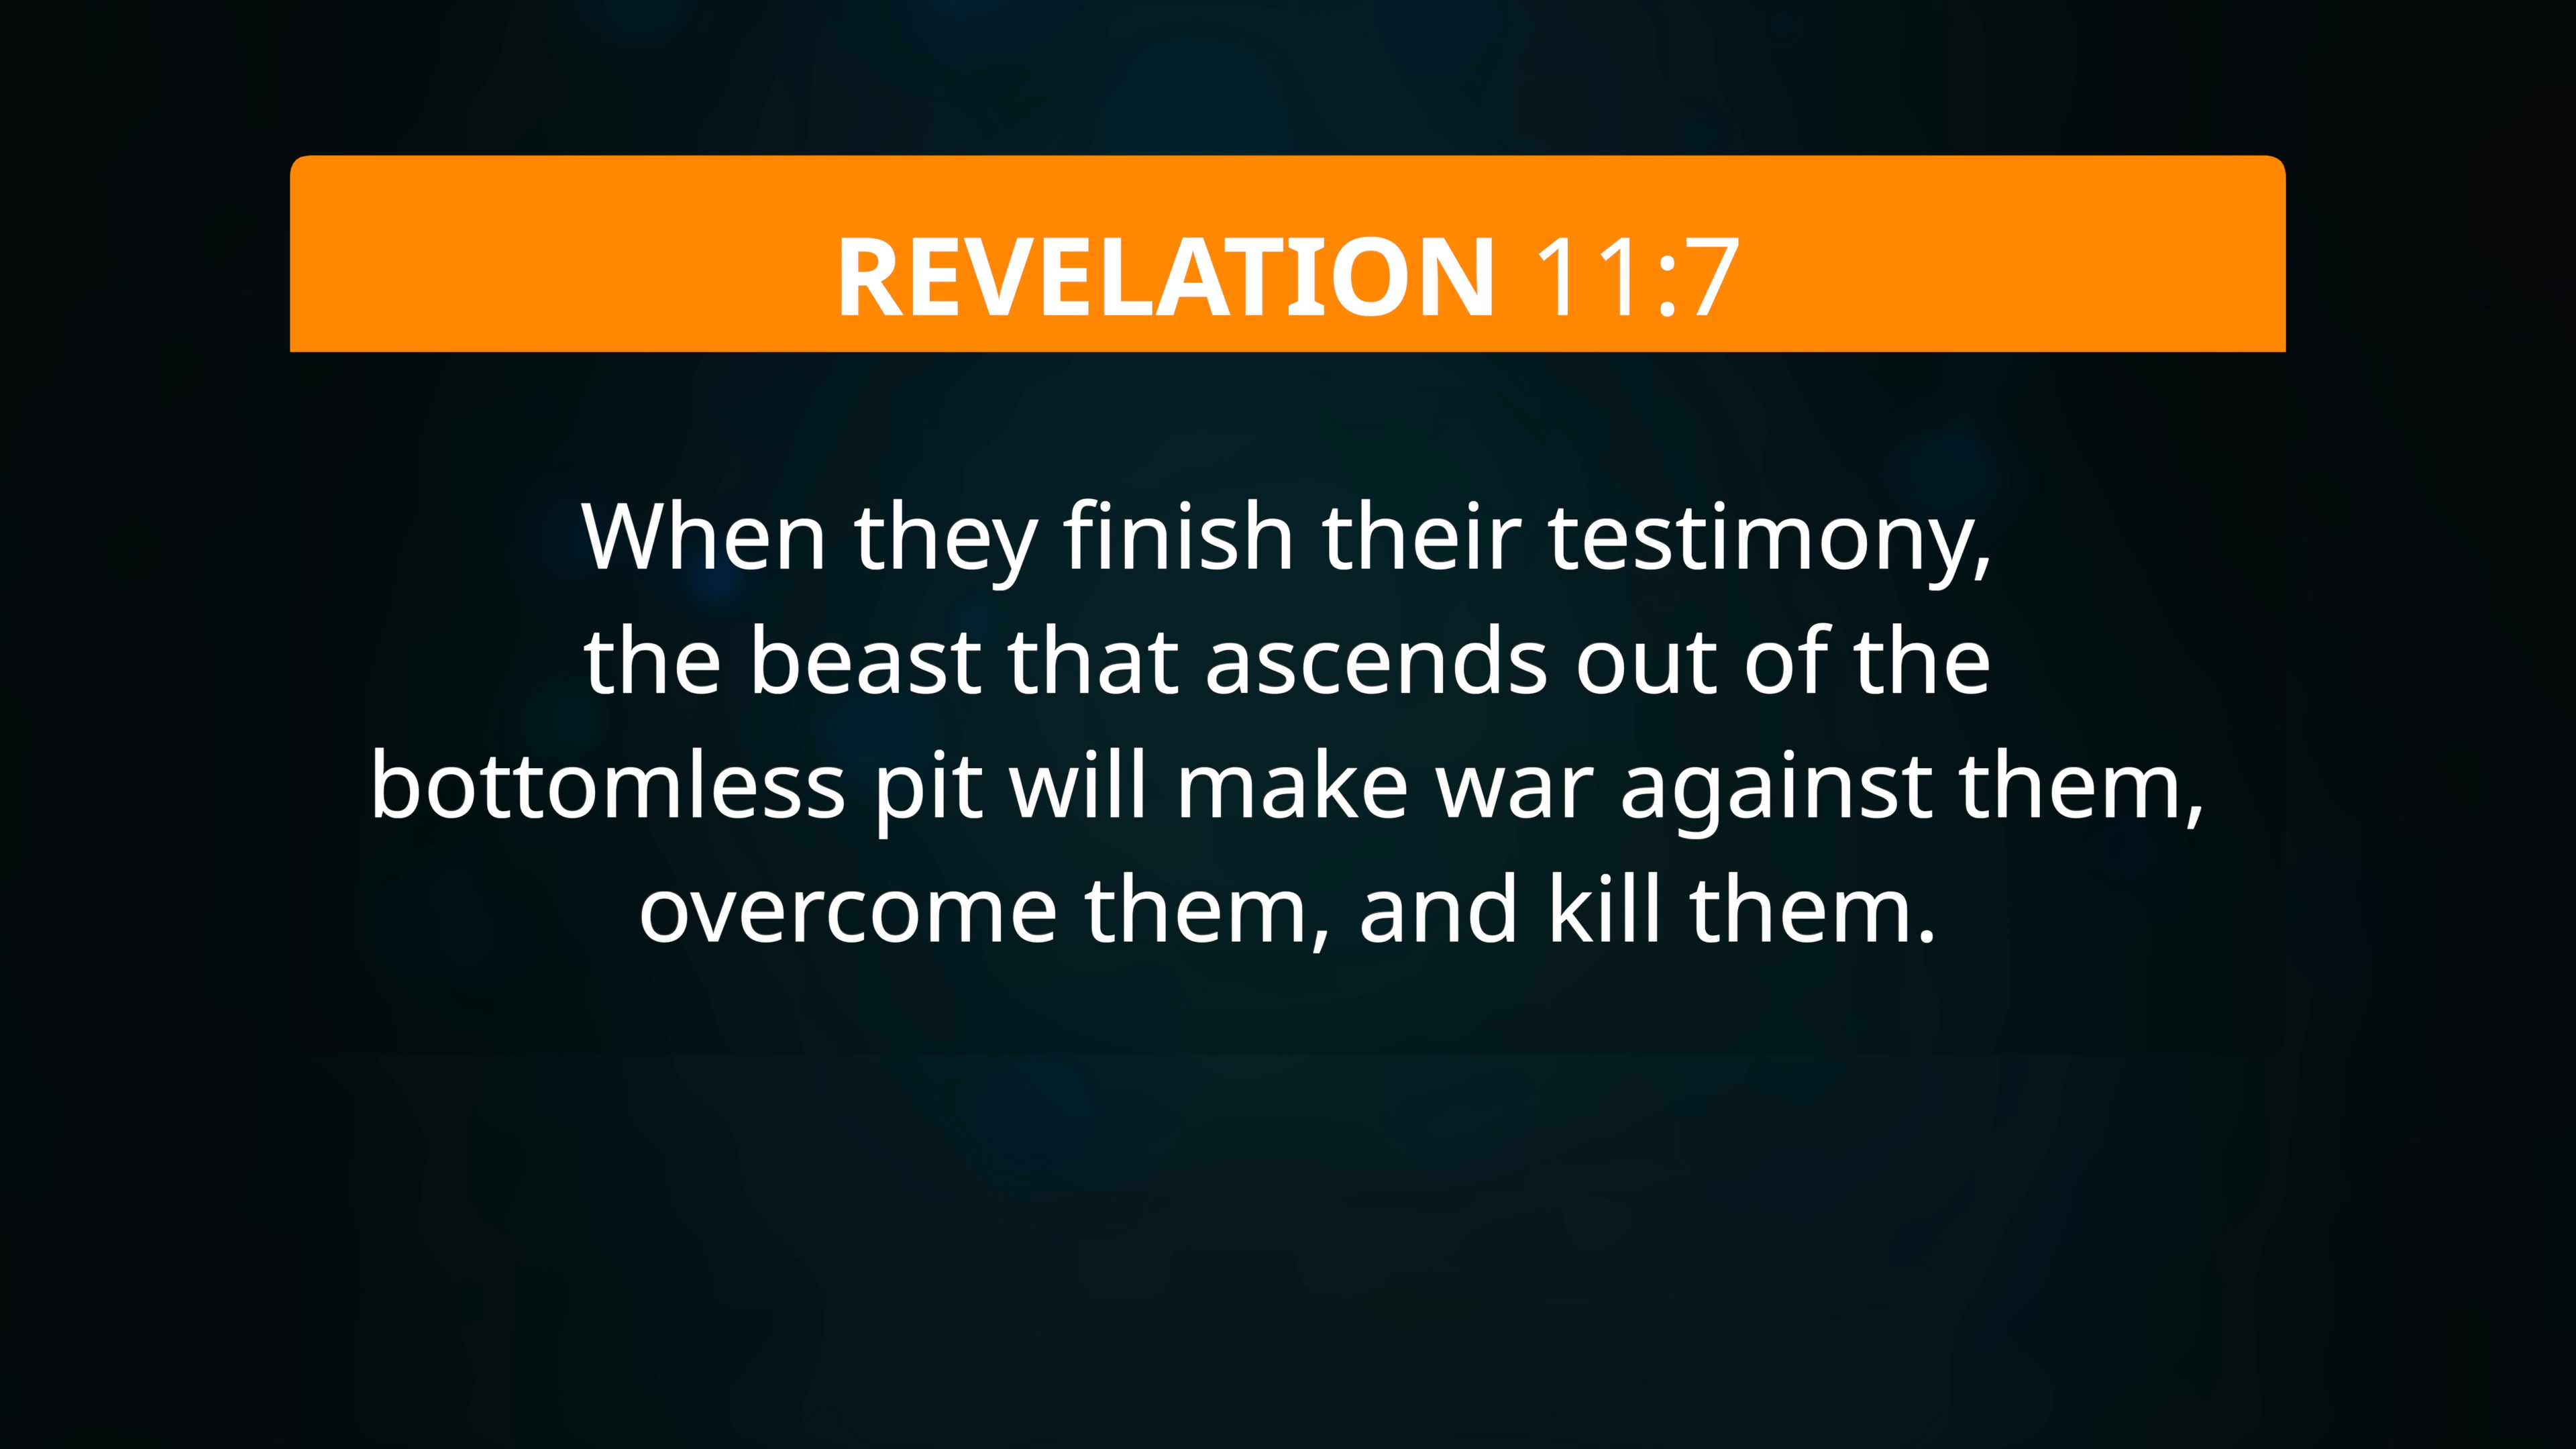 REVELATION 11:7
When they finish their testimony,
the beast that ascends out of the
bottomless pit will make war against them,
overcome them, and kill them.